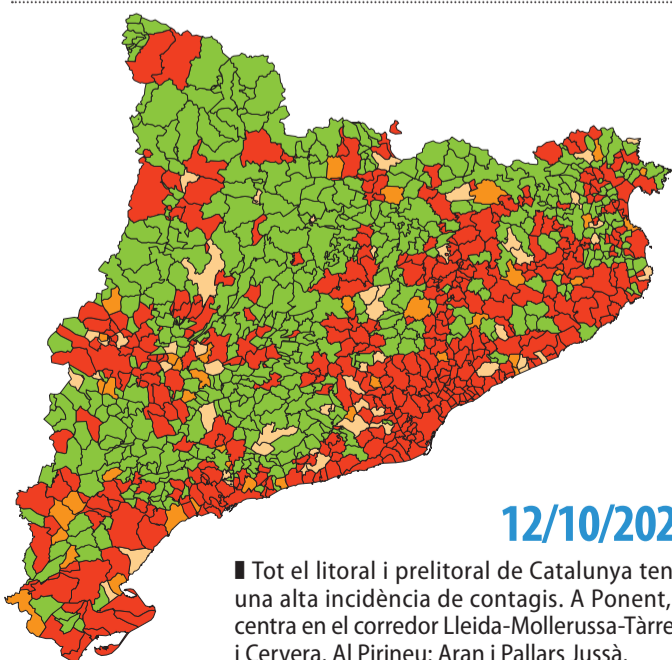 12/10/202
▮ Tot el litoral i prelitoral de Catalunya ten
una alta incidència de contagis. A Ponent,
centra en el corredor Lleida-Mollerussa-Tàrre
i Cervera. Al Pirineu: Aran i Pallars Jussà.